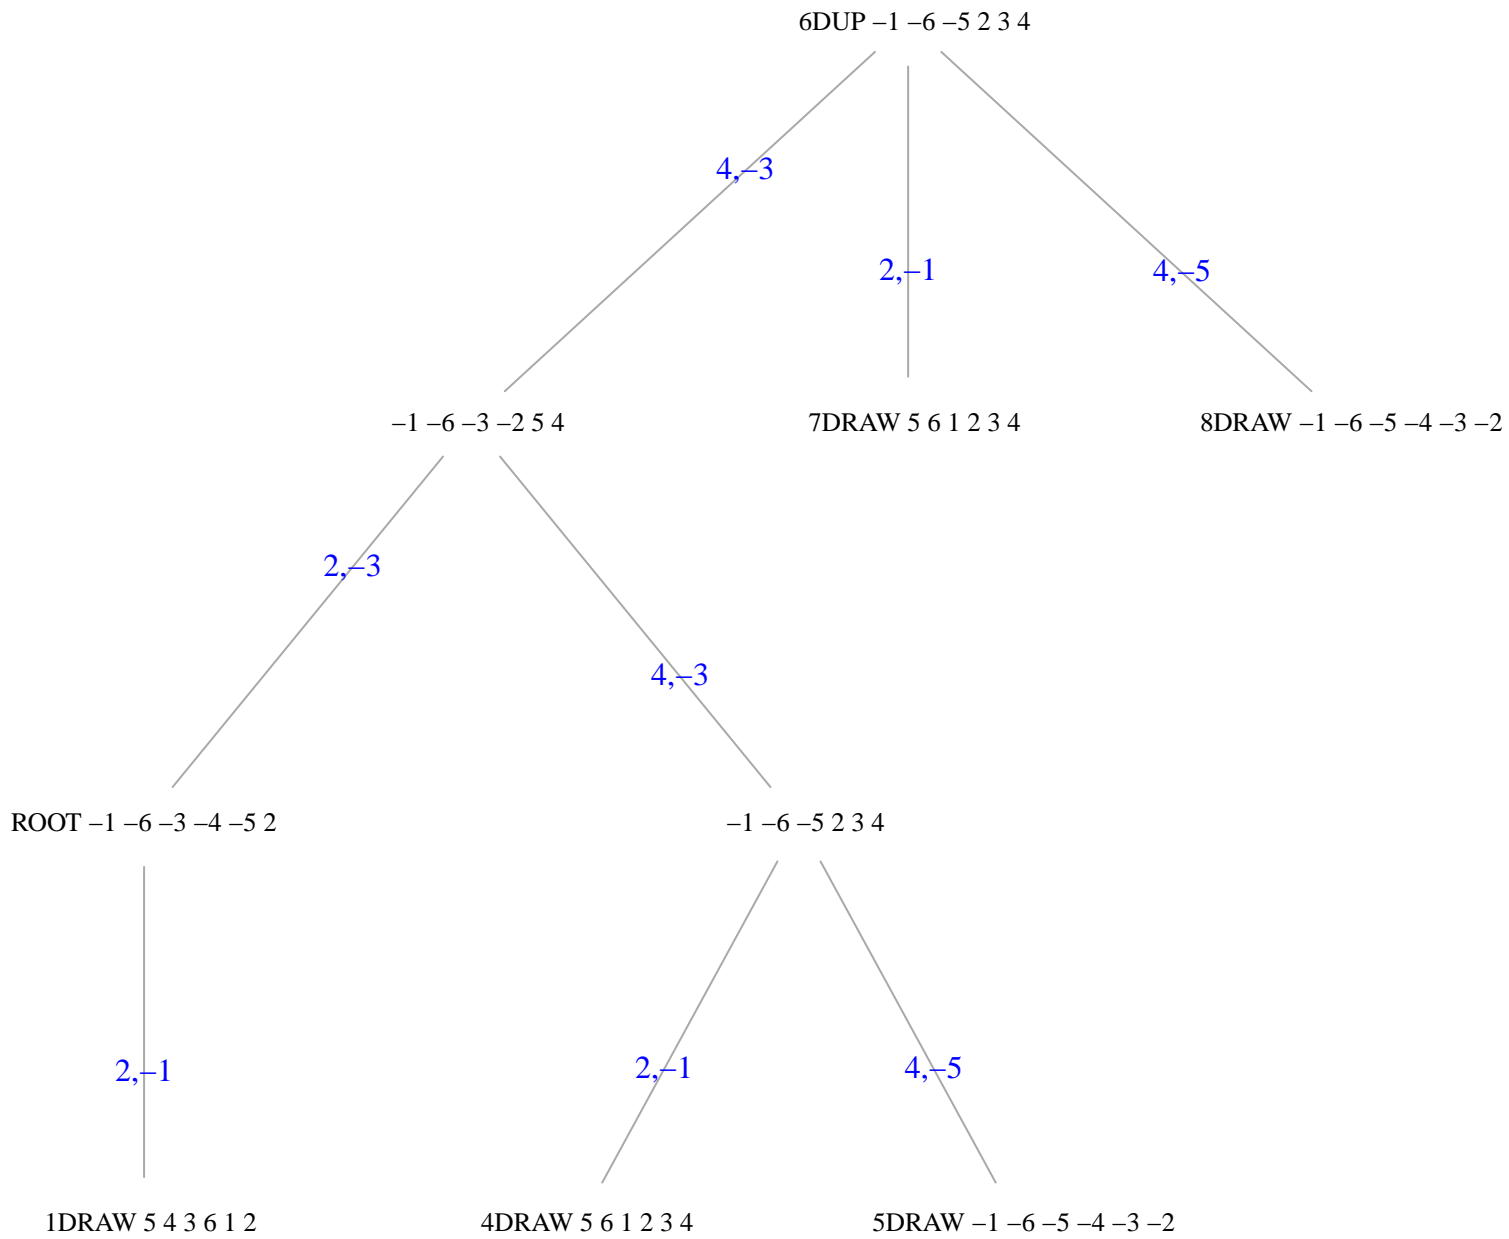 6DUP –1 –6 –5 2 3 4
4,–3
2,–1
4,–5
–1 –6 –3 –2 5 4
7DRAW 5 6 1 2 3 4
8DRAW –1 –6 –5 –4 –3 –2
2,–3
4,–3
ROOT –1 –6 –3 –4 –5 2
–1 –6 –5 2 3 4
2,–1
2,–1
4,–5
1DRAW 5 4 3 6 1 2
4DRAW 5 6 1 2 3 4
5DRAW –1 –6 –5 –4 –3 –2